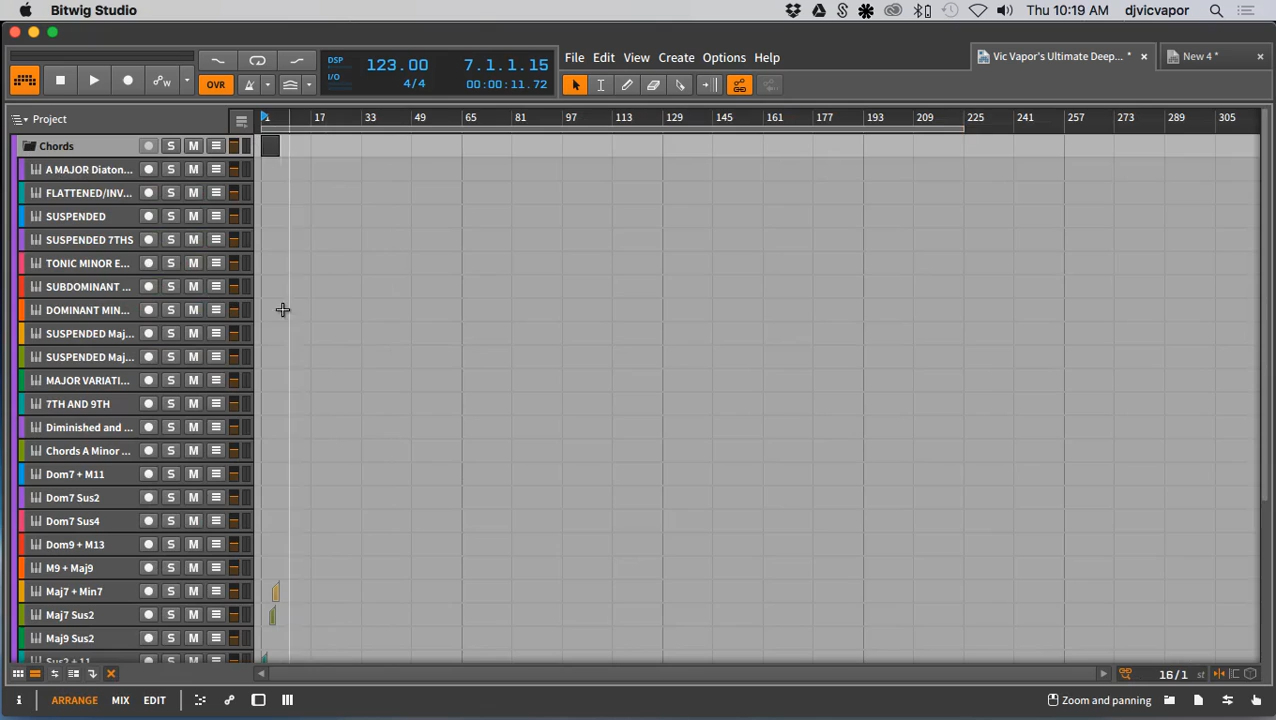 Bitwig Studio Thu 10:19 AM djvicvapor
DSP 123.00 7.1.1.15 File Edit View Create Options Help Vic Vapor's Ultimate Deep... * New 4 *
I/O 4/4 00:00:11.72
OVR
Project 1 17 33 49 65 81 97 113 129 145 161 177 193 209 225 241 257 273 289 305
Chords S M
A MAJOR Diaton... S M
FLATTENED/INV... S M
SUSPENDED S M
SUSPENDED 7THS S M
TONIC MINOR E... S M
SUBDOMINANT ... S M
DOMINANT MIN... S M
SUSPENDED Maj... S M
SUSPENDED Maj... S M
MAJOR VARIATI... S M
7TH AND 9TH S M
Diminished and ... S M
Chords A Minor ... S M
Dom7 + M11 S M
Dom7 Sus2 S M
Dom7 Sus4 S M
Dom9 + M13 S M
M9 + Maj9 S M
Maj7 + Min7 S M
Maj7 Sus2 S M
Maj9 Sus2 S M
Sus2 + 11 S M
16/1 st
ARRANGE MIX EDIT Zoom and panning